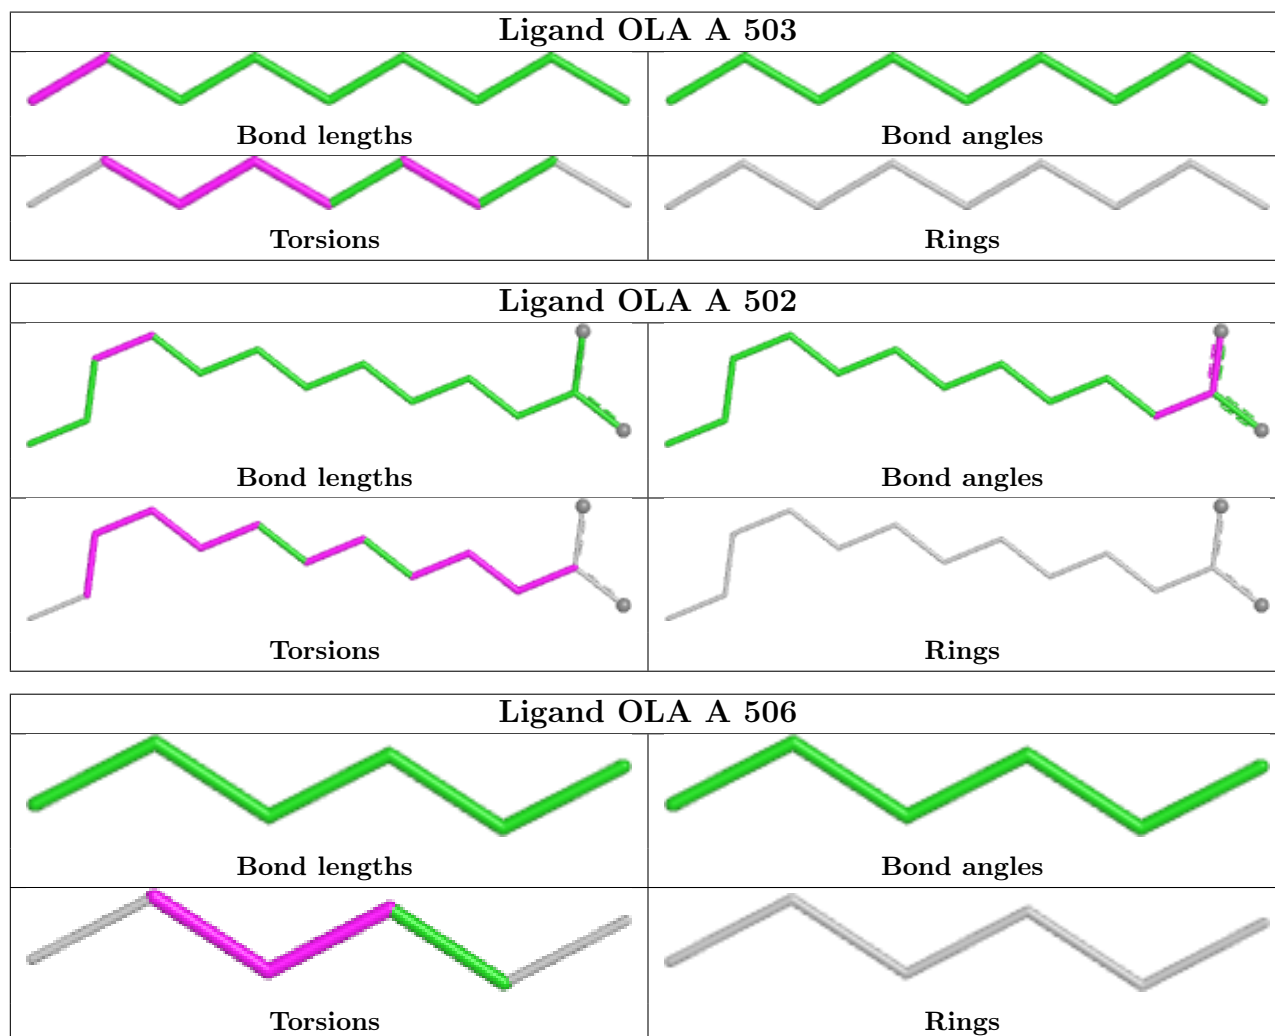 Ligand OLA A 503
Bond lengths
Bond angles
Torsions
Rings
Ligand OLA A 502
Bond lengths
Bond angles
Torsions
Rings
Ligand OLA A 506
Bond lengths
Bond angles
Torsions
Rings